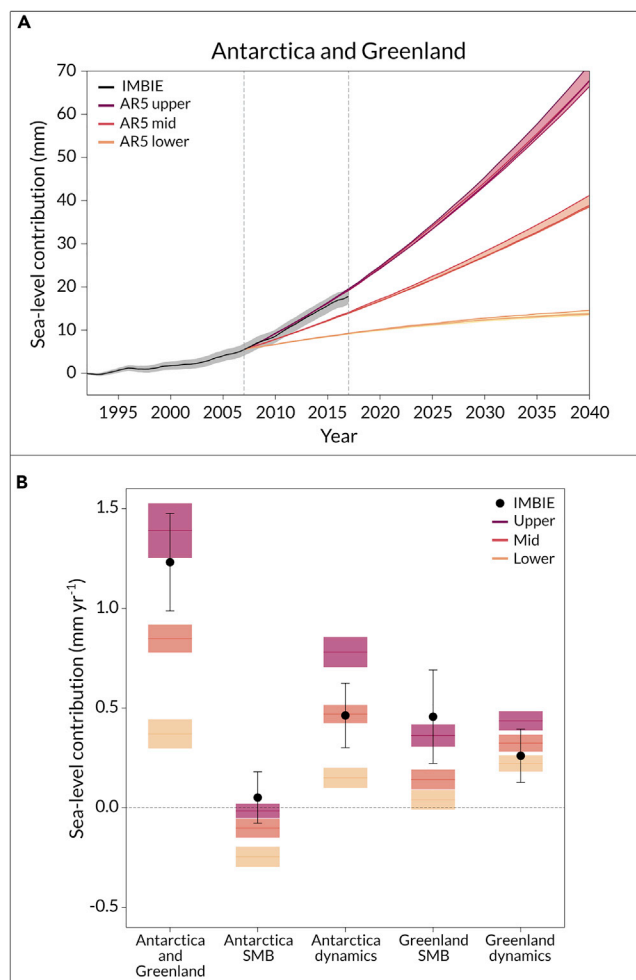 A
Antarctica and Greenland
70
60
50
40
30
20
10
0
Sea-level contribution (mm)
IMBIE
AR5 upper
AR5 mid
AR5 lower
1995 2000 2005 2010 2015 2020 2025 2030 2035 2040
Year
B
1.5
1.0
0.5
0.0
-0.5
Sea-level contribution (mm yr⁻¹)
IMBIE
Upper
Mid
Lower
Antarctica Antarctica Antarctica Greenland Greenland
and SMB dynamics SMB dynamics
Greenland